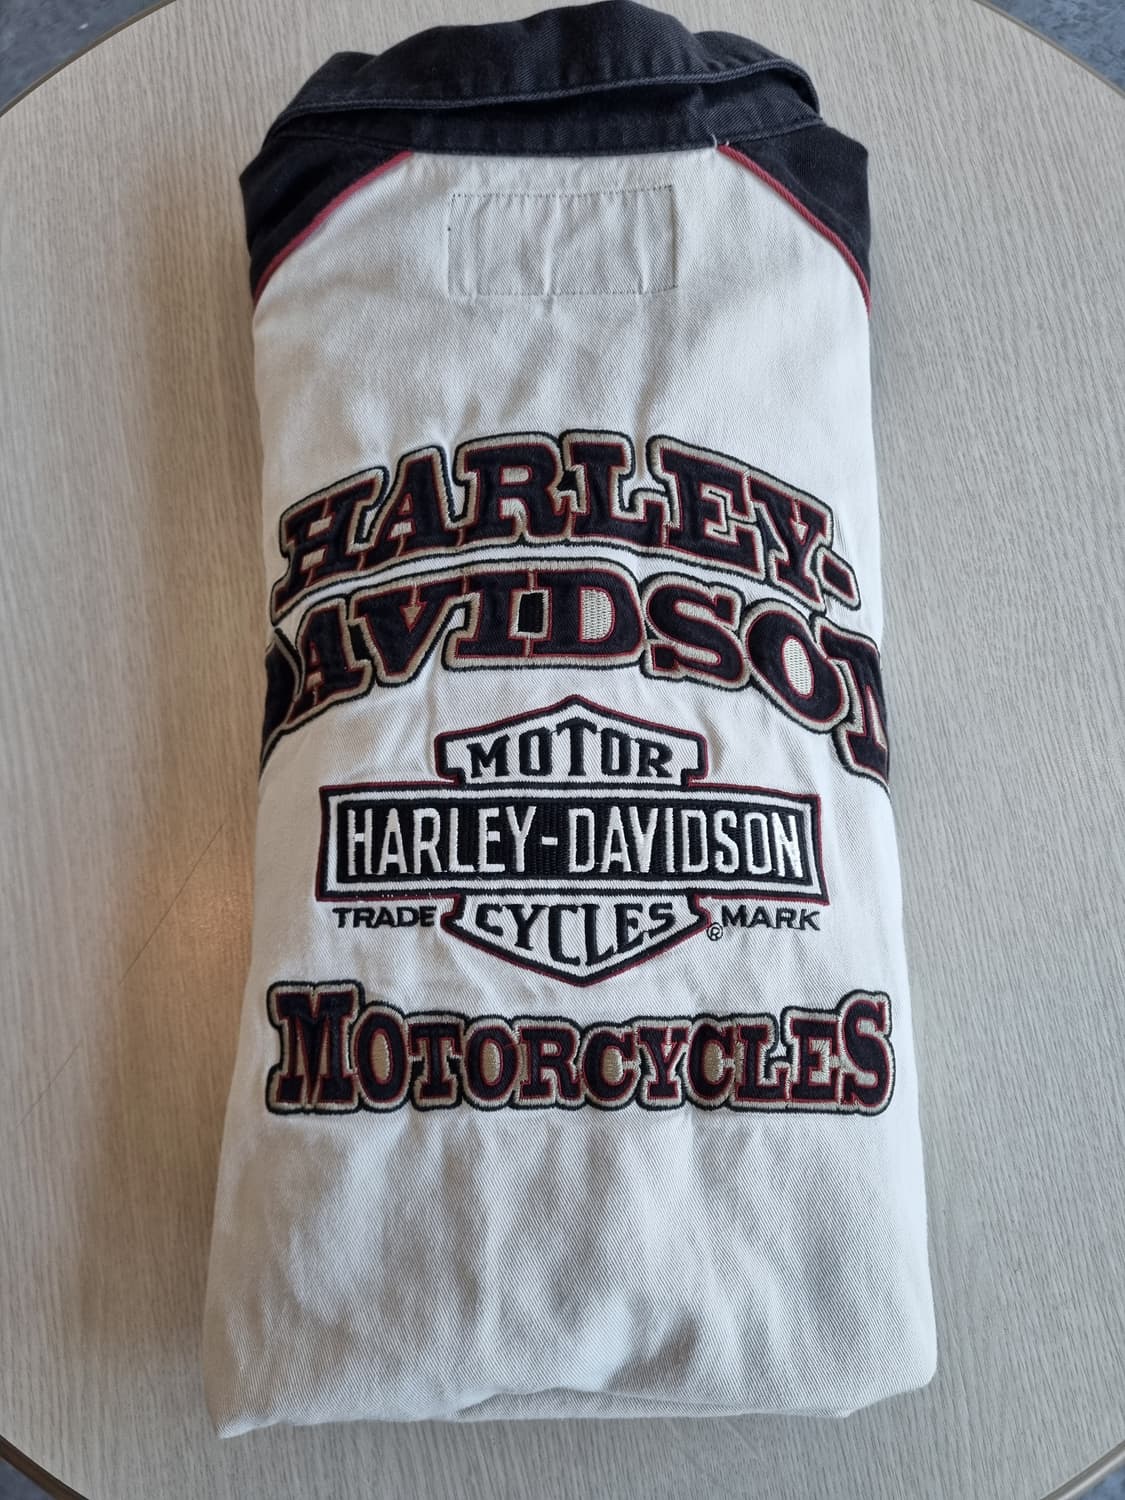 HARLEY-
DAVIDSON
MOTOR
HARLEY-DAVIDSON
TRADE CYCLES ® MARK
MOTORCYCLES